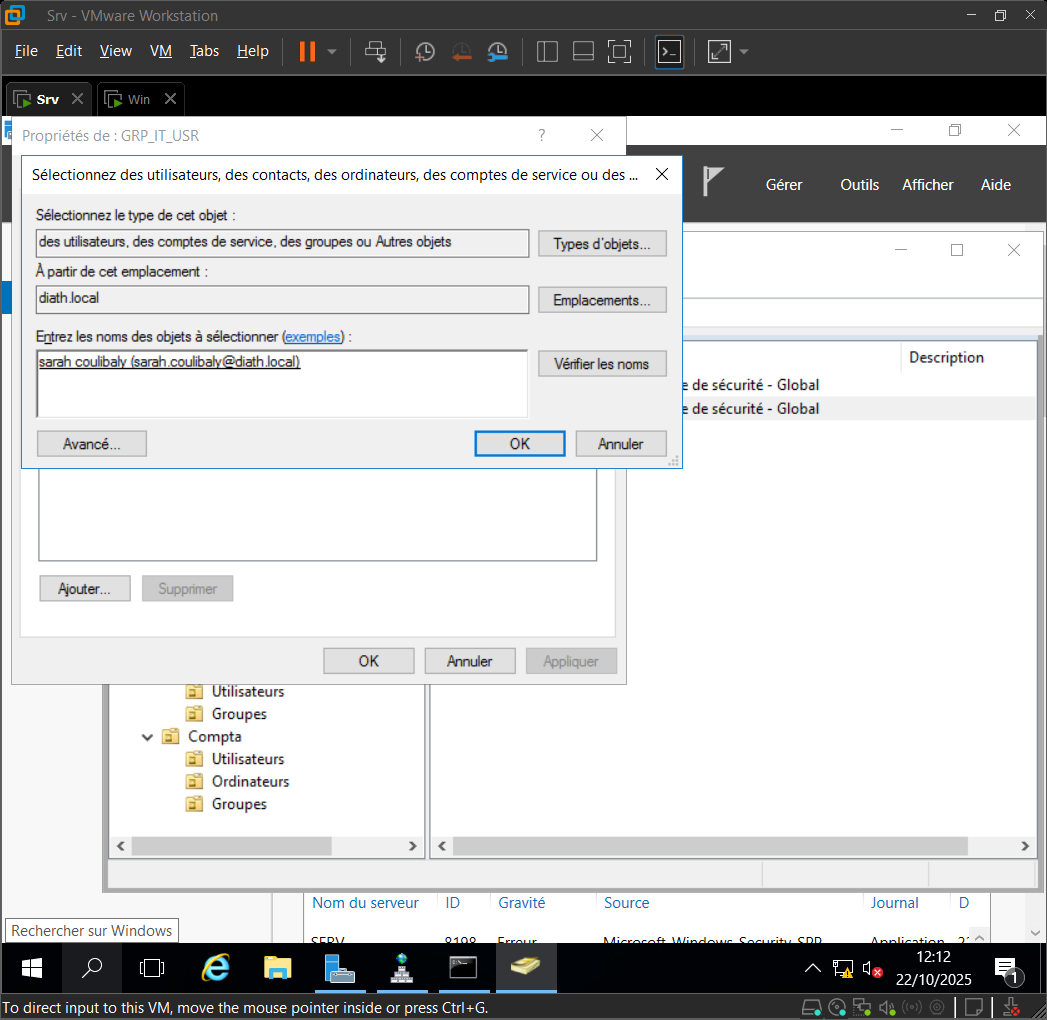 Srv - VMware Workstation
File Edit View VM Tabs Help
Srv Win
Propriétés de : GRP_IT_USR ?
Sélectionnez des utilisateurs, des contacts, des ordinateurs, des comptes de service ou des ...
Gérer Outils Afficher Aide
Sélectionnez le type de cet objet :
des utilisateurs, des comptes de service, des groupes ou Autres objets
Types d'objets...
À partir de cet emplacement :
diath.local
Emplacements...
Entrez les noms des objets à sélectionner (exemples) :
sarah coulibaly (sarah.coulibaly@diath.local)
Vérifier les noms
Description
e de sécurité - Global
e de sécurité - Global
Avancé... OK Annuler
Ajouter... Supprimer
OK Annuler Appliquer
Utilisateurs
Groupes
Compta
Utilisateurs
Ordinateurs
Groupes
Nom du serveur ID Gravité Source Journal D
SERV 8198 Erreur Microsoft-Windows-Security-SPP Application
Rechercher sur Windows
12:12
22/10/2025
1
To direct input to this VM, move the mouse pointer inside or press Ctrl+G.